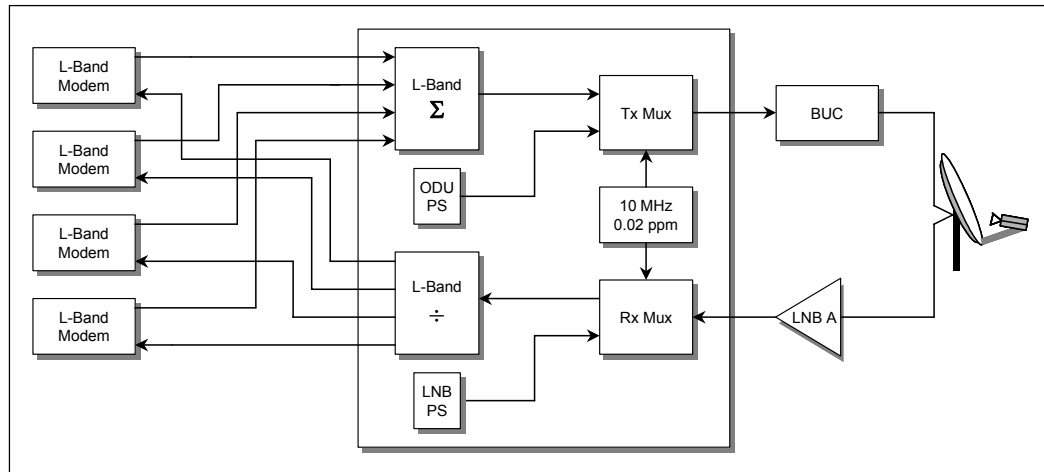 L-Band
Modem
L-Band
Modem
L-Band
Modem
L-Band
Modem
L-Band
Σ
ODU
PS
L-Band
÷
LNB
PS
Tx Mux
10 MHz
0.02 ppm
Rx Mux
BUC
LNB A